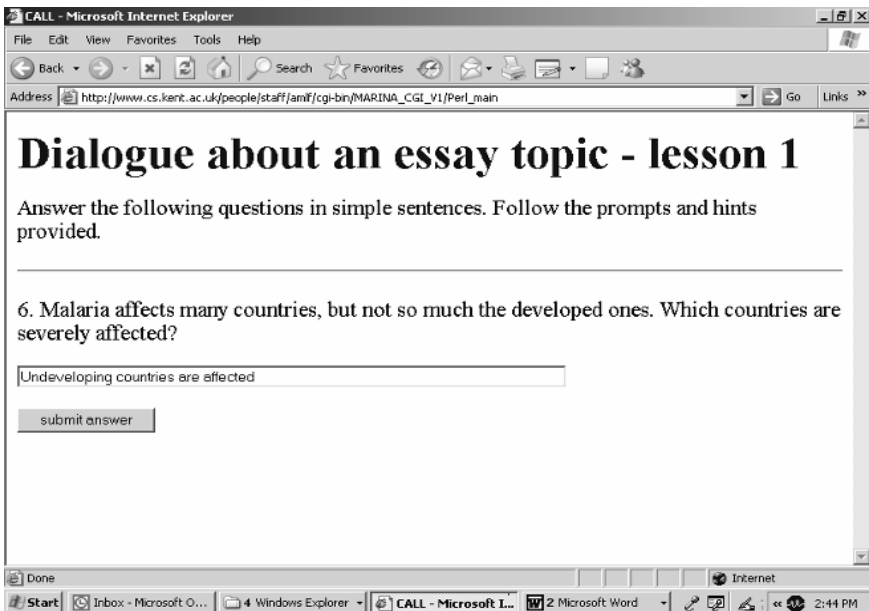 CALL - Microsoft Internet Explorer
File Edit View Favorites Tools Help
Back Search Favorites
Address http://www.cs.kent.ac.uk/people/staff/amlf/cgi-bin/MARINA_CGI_V1/Perl_main Go Links »
Dialogue about an essay topic - lesson 1
Answer the following questions in simple sentences. Follow the prompts and hints
provided.
6. Malaria affects many countries, but not so much the developed ones. Which countries are
severely affected?
Undeveloping countries are affected
submit answer
Done Internet
Start Inbox - Microsoft O... 4 Windows Explorer CALL - Microsoft I... 2 Microsoft Word « 2:44 PM